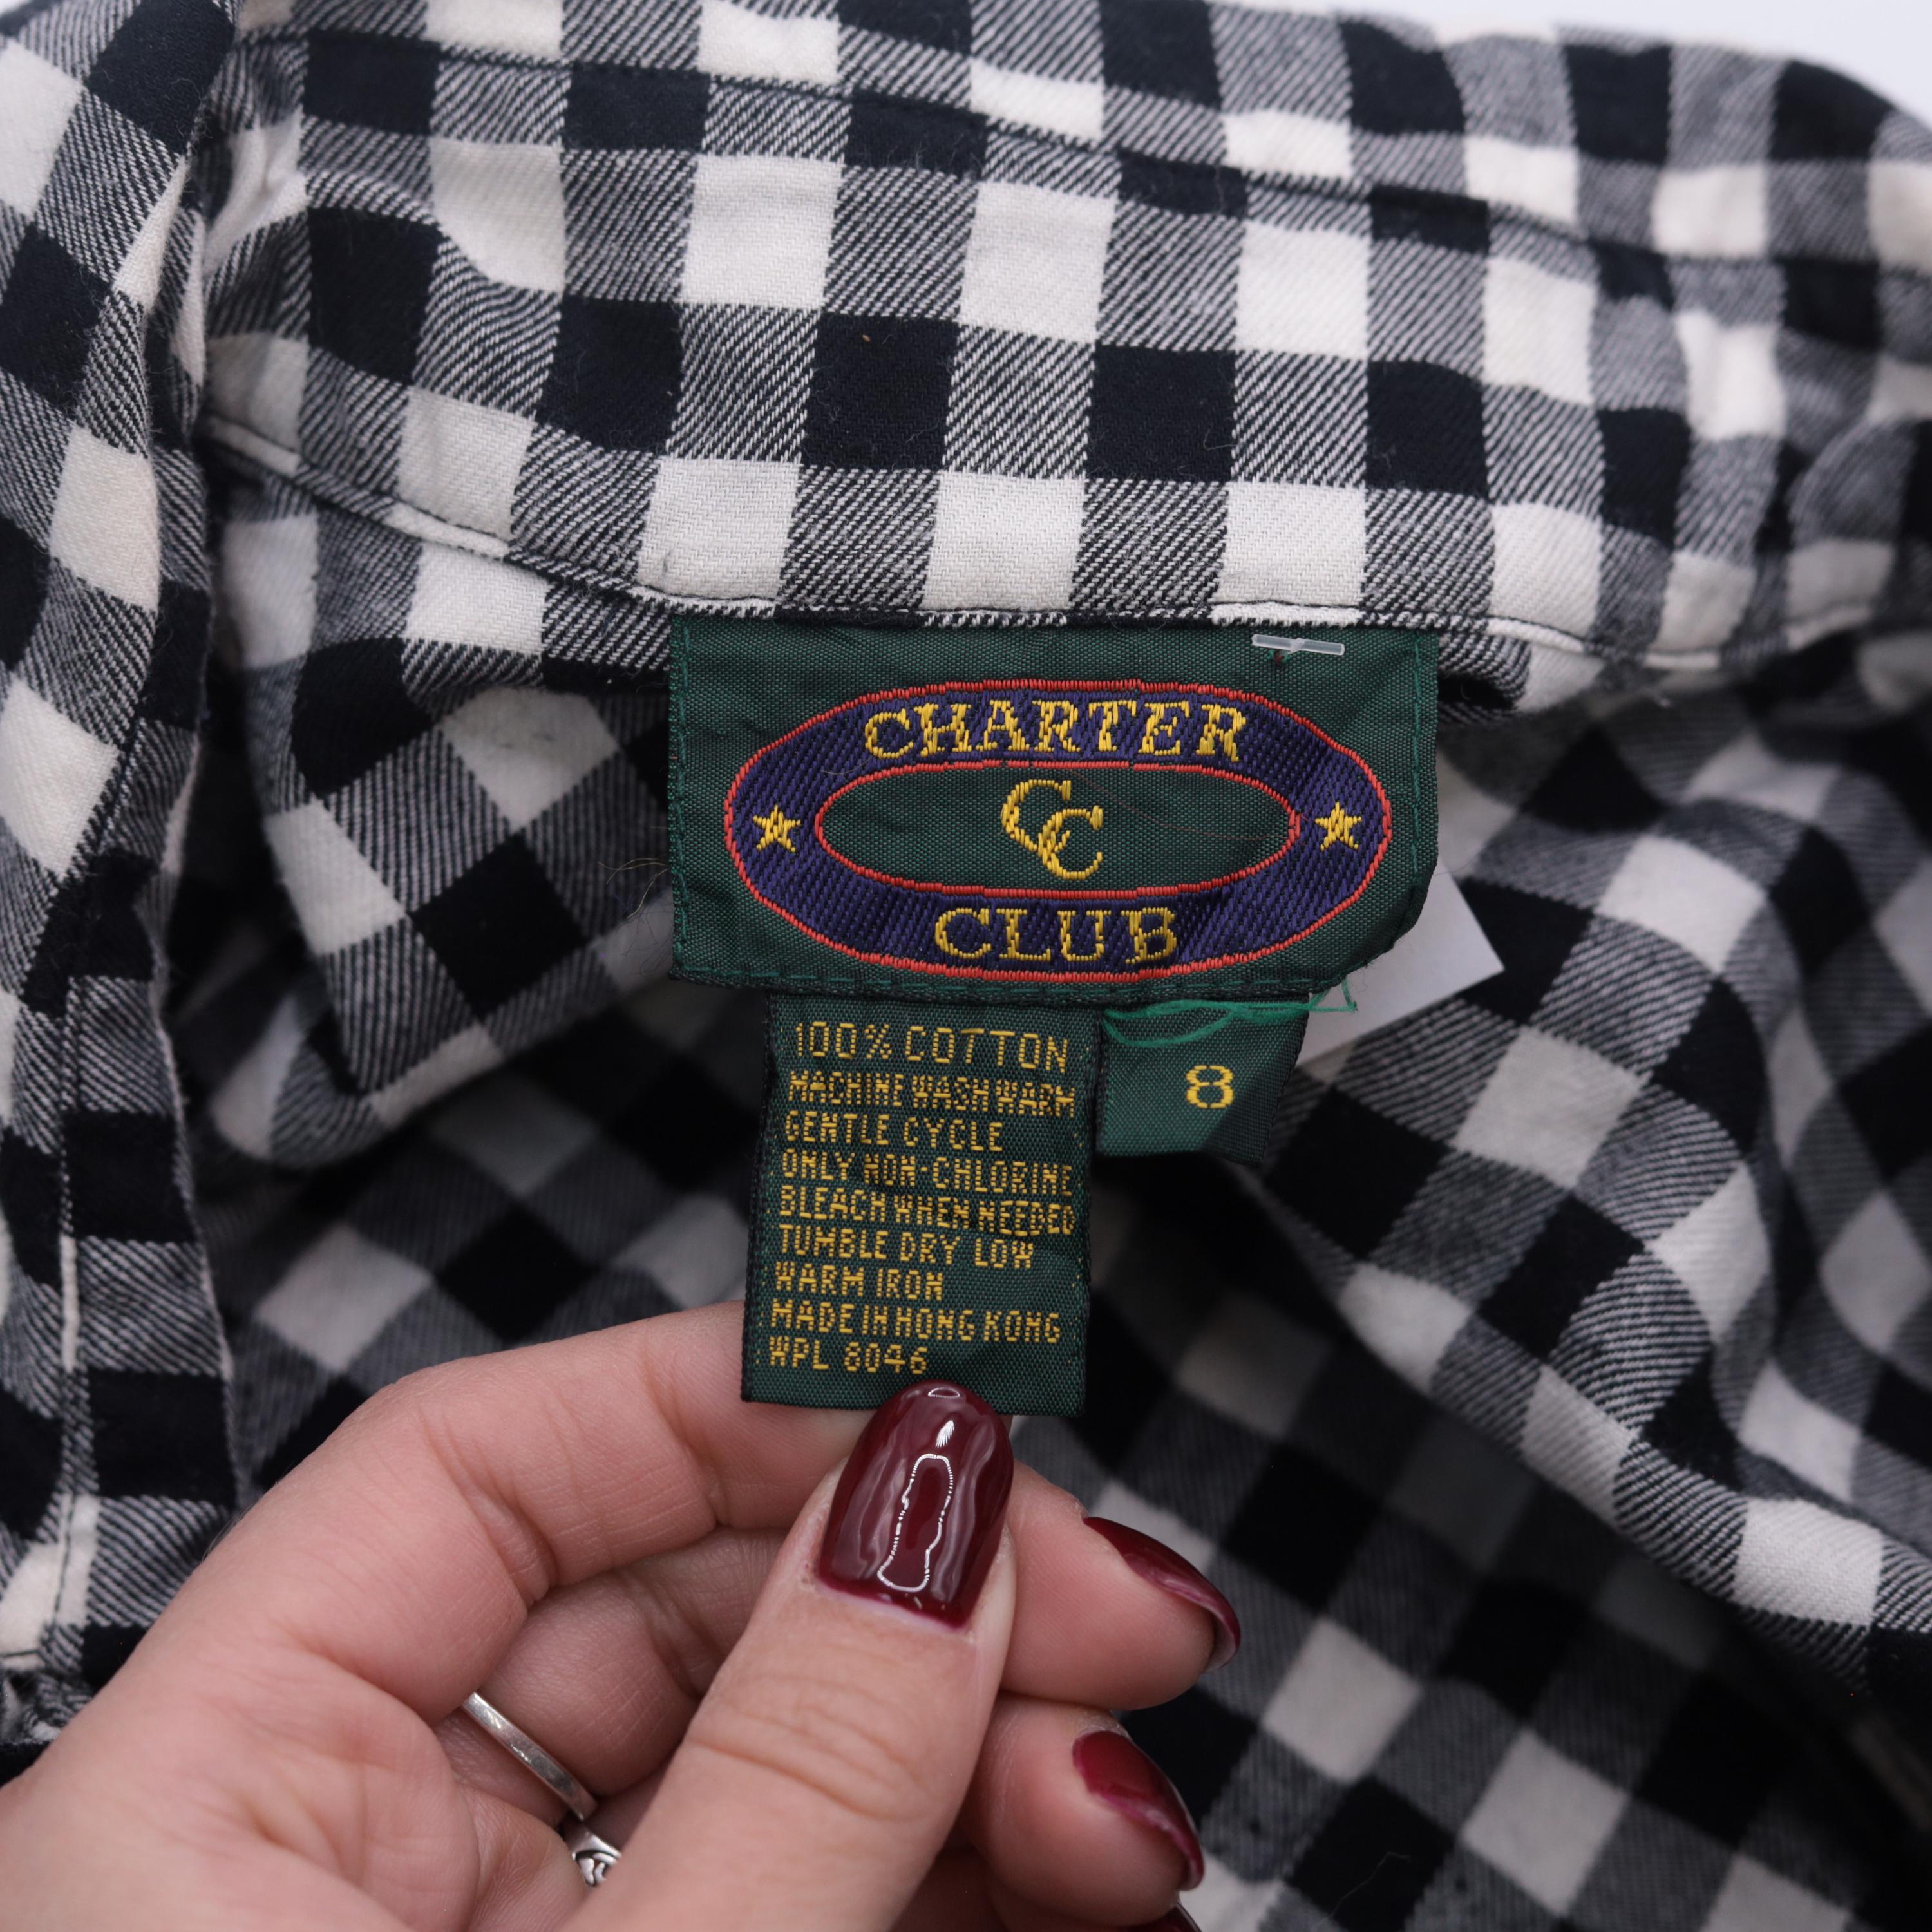 CHARTER
CC
CLUB
100% COTTON
MACHINE WASH WARM
GENTLE CYCLE
ONLY NON-CHLORINE
BLEACH WHEN NEEDED
TUMBLE DRY LOW
WARM IRON
MADE IN HONG KONG
WPL 8046
8